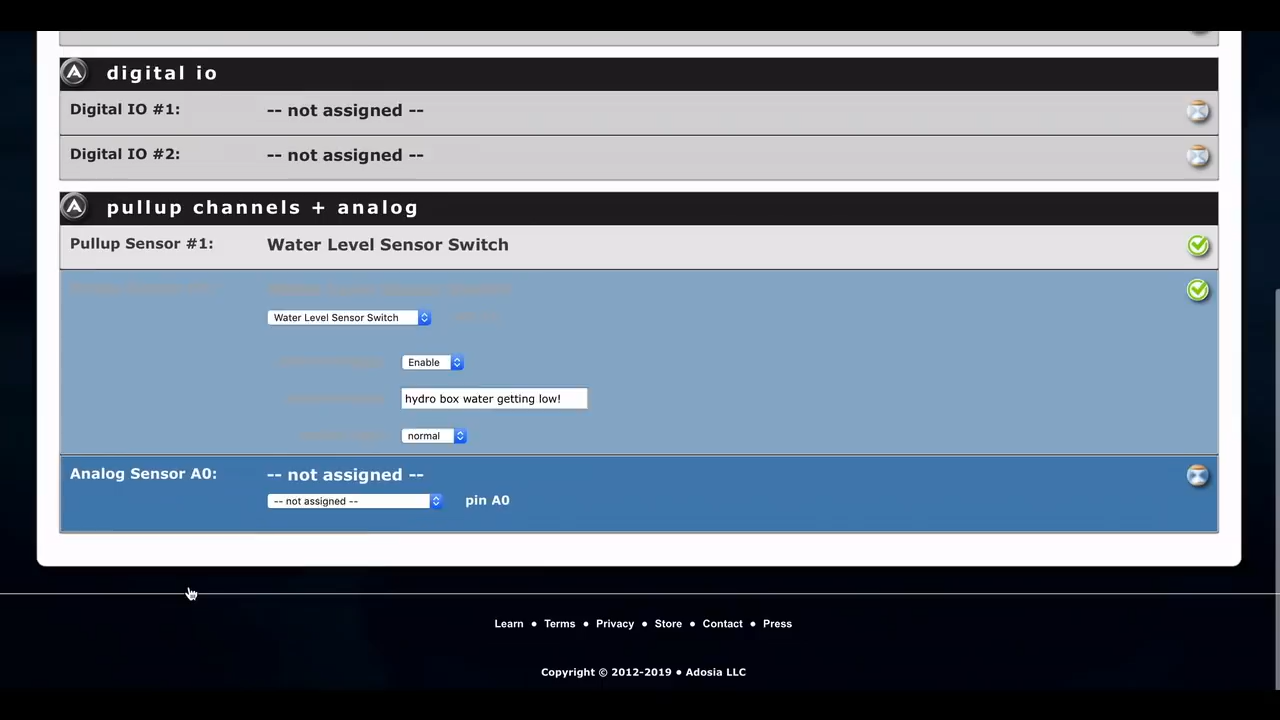 digital io
Digital IO #1: -- not assigned --
Digital IO #2: -- not assigned --
pullup channels + analog
Pullup Sensor #1: Water Level Sensor Switch
Water Level Sensor Switch
Enable
hydro box water getting low!
normal
Analog Sensor A0: -- not assigned --
-- not assigned -- pin A0
Learn • Terms • Privacy • Store • Contact • Press
Copyright © 2012-2019 • Adosia LLC